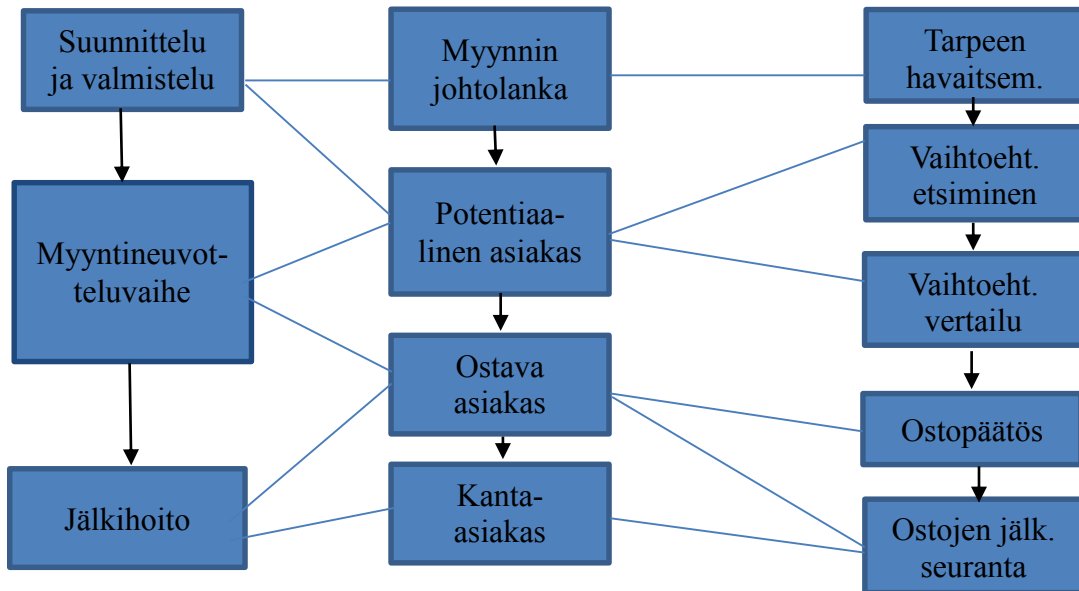 Suunnittelu
ja valmistelu
Myyntineuvot-
teluvaihe
Jälkihoito
Myynnin
johtolanka
Potentiaa-
linen asiakas
Ostava
asiakas
Kanta-
asiakas
Tarpeen
havaitsem.
Vaihtoeht.
etsiminen
Vaihtoeht.
vertailu
Ostopäätös
Ostojen jälk.
seuranta